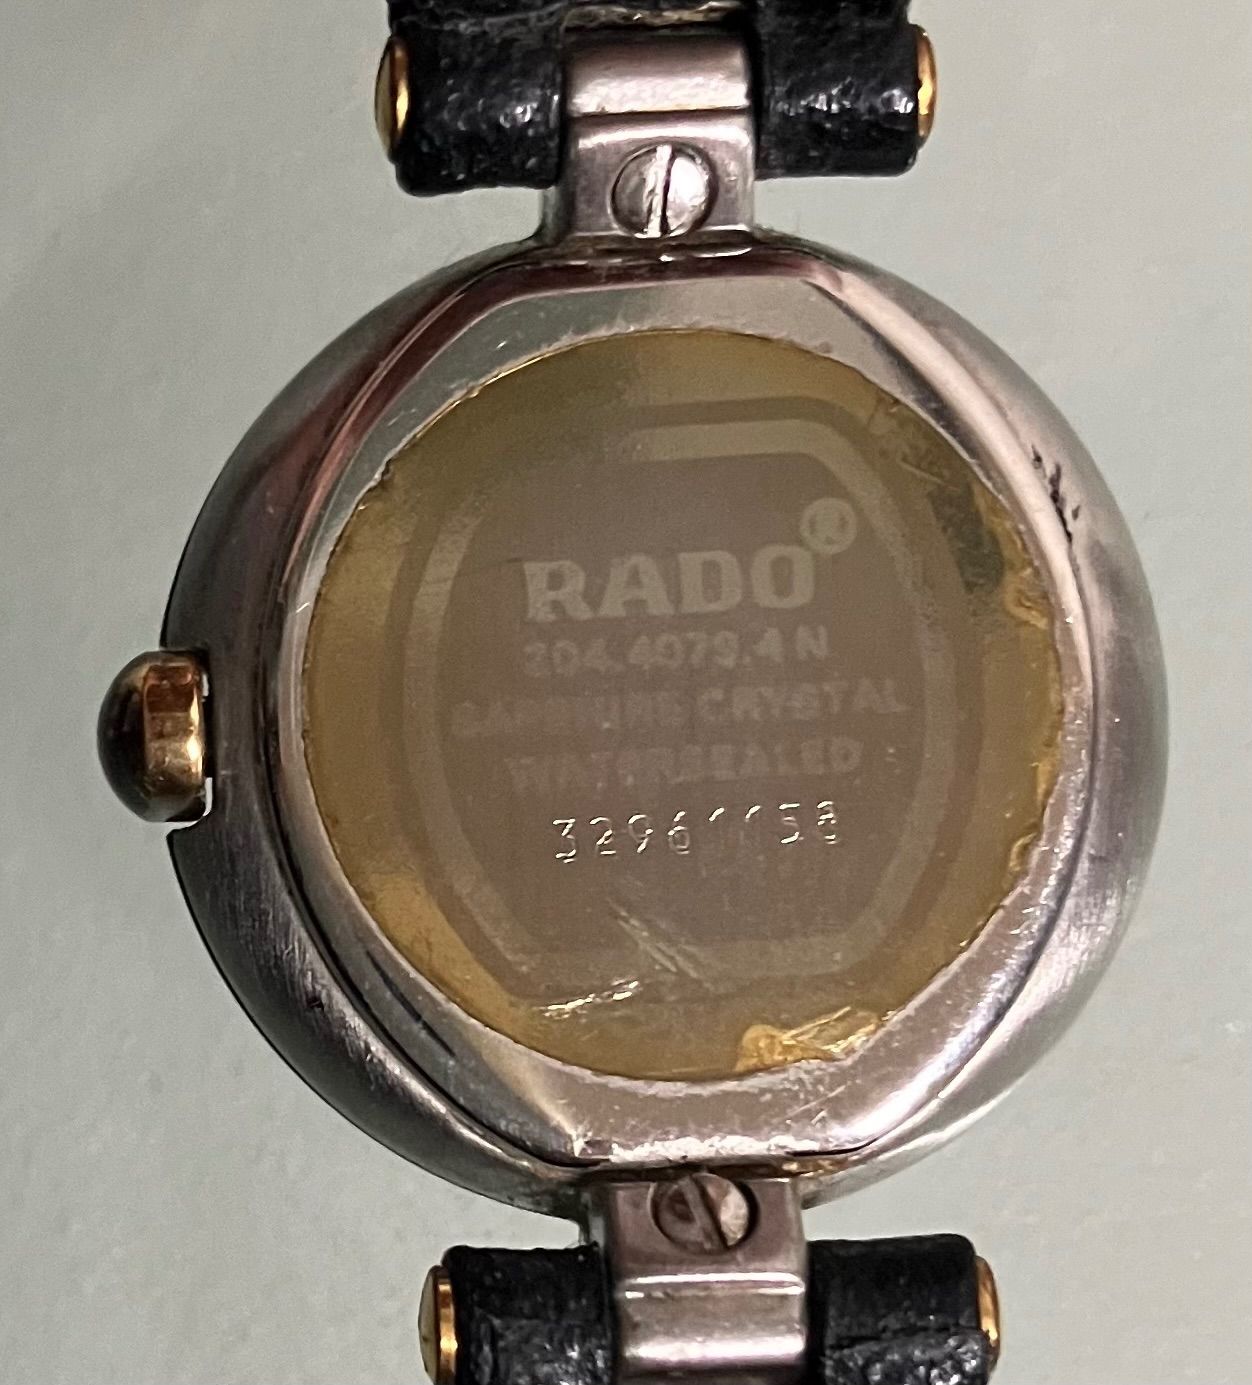 RADO®
204.4079.4 N
SAPPHIRE CRYSTAL
WATERSEALED
32961158